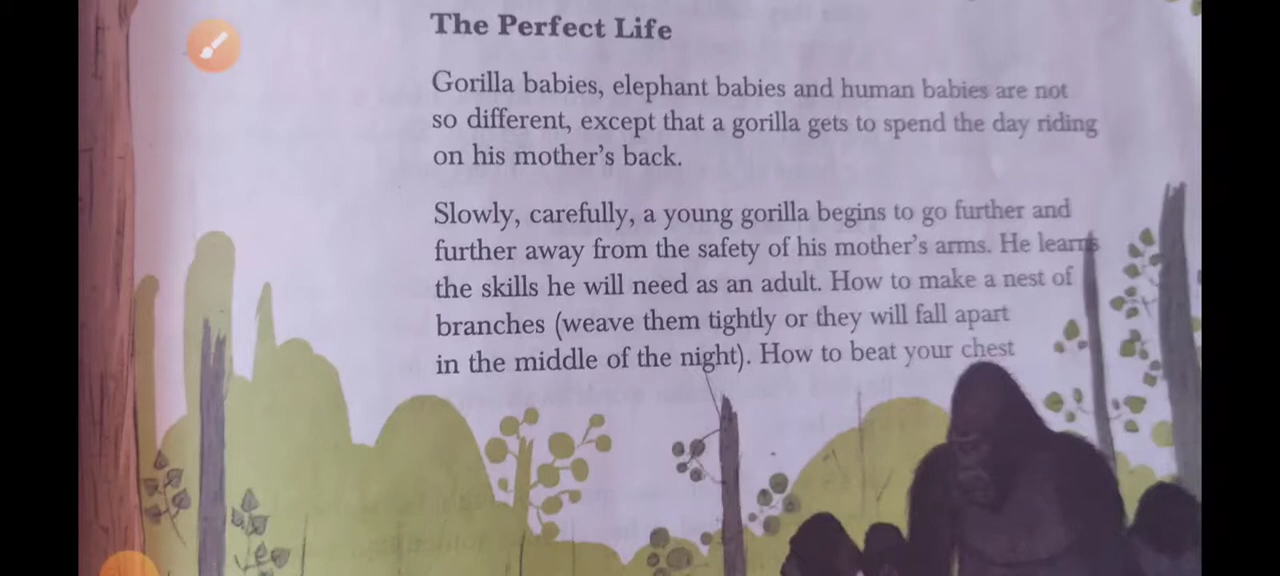 The Perfect Life
Gorilla babies, elephant babies and human babies are not
so different, except that a gorilla gets to spend the day riding
on his mother's back.
Slowly, carefully, a young gorilla begins to go further and
further away from the safety of his mother's arms. He learns
the skills he will need as an adult. How to make a nest of
branches (weave them tightly or they will fall apart
in the middle of the night). How to beat your chest